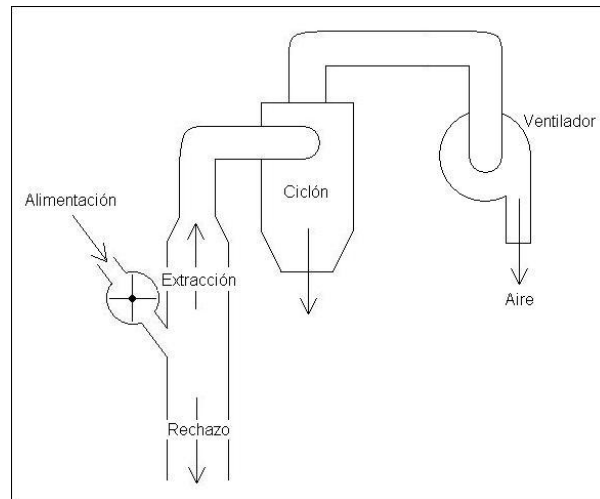 Ventilador
Ciclón
Alimentación
Extracción
Aire
Rechazo